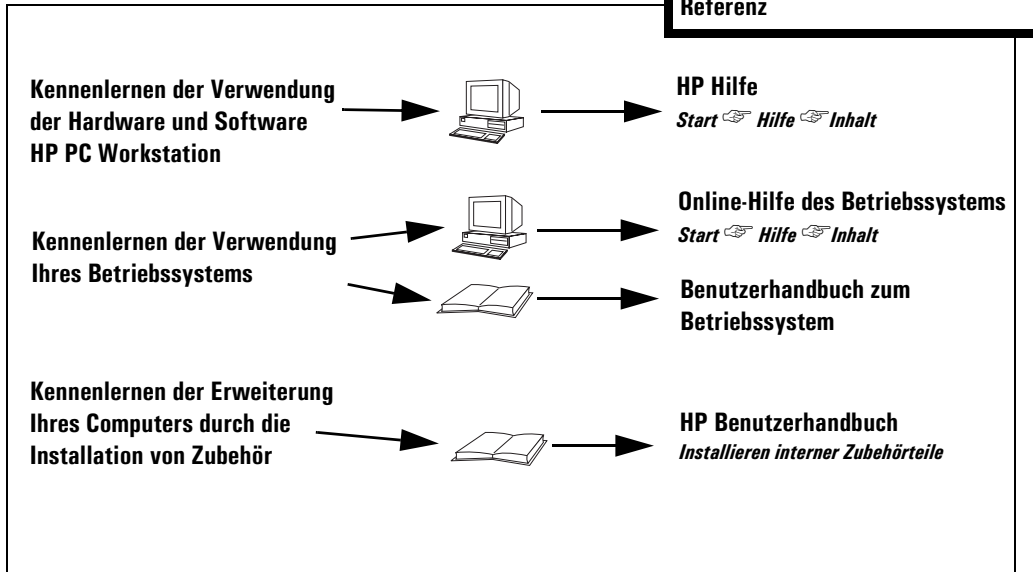 Referenz
Kennenlernen der Verwendung
der Hardware und Software
HP PC Workstation
HP Hilfe
Start ☞ Hilfe ☞ Inhalt
Kennenlernen der Verwendung
Ihres Betriebssystems
Online-Hilfe des Betriebssystems
Start ☞ Hilfe ☞ Inhalt
Benutzerhandbuch zum
Betriebssystem
Kennenlernen der Erweiterung
Ihres Computers durch die
Installation von Zubehör
HP Benutzerhandbuch
Installieren interner Zubehörteile